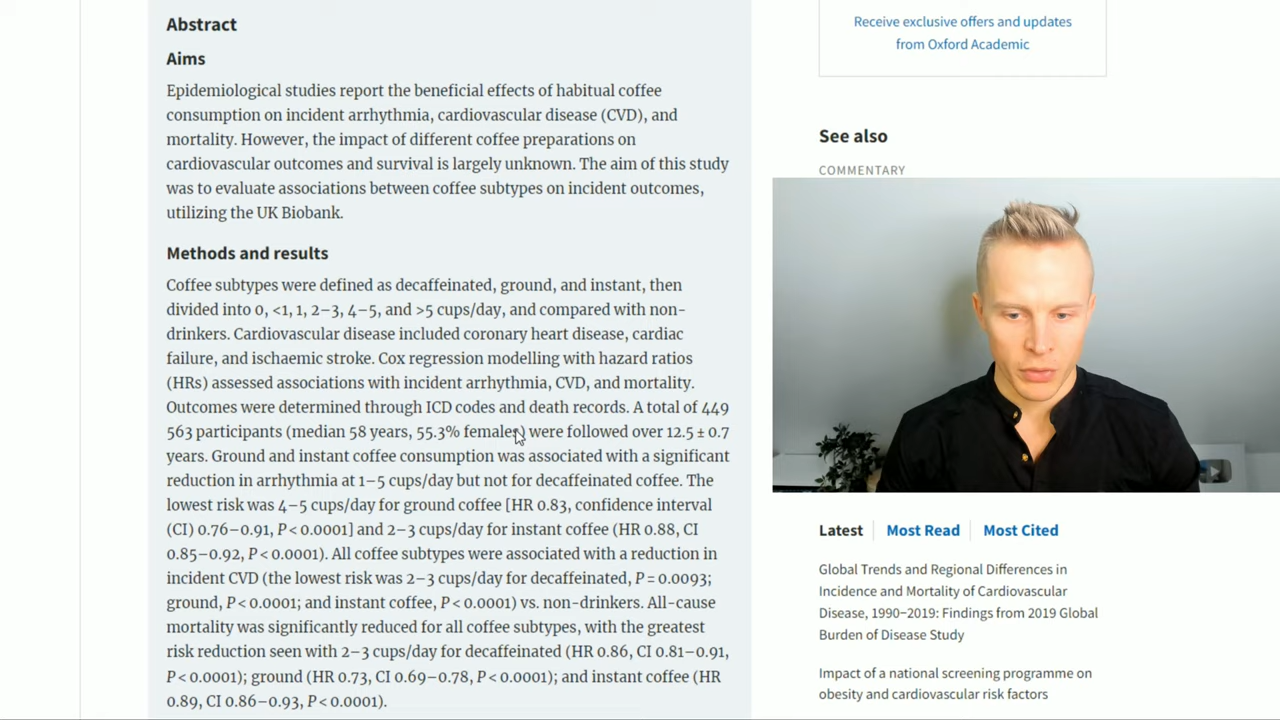 Abstract
Aims
Epidemiological studies report the beneficial effects of habitual coffee
consumption on incident arrhythmia, cardiovascular disease (CVD), and
mortality. However, the impact of different coffee preparations on
cardiovascular outcomes and survival is largely unknown. The aim of this study
was to evaluate associations between coffee subtypes on incident outcomes,
utilizing the UK Biobank.
Methods and results
Coffee subtypes were defined as decaffeinated, ground, and instant, then
divided into 0, <1, 1, 2–3, 4–5, and >5 cups/day, and compared with non-
drinkers. Cardiovascular disease included coronary heart disease, cardiac
failure, and ischaemic stroke. Cox regression modelling with hazard ratios
(HRs) assessed associations with incident arrhythmia, CVD, and mortality.
Outcomes were determined through ICD codes and death records. A total of 449
563 participants (median 58 years, 55.3% females) were followed over 12.5 ± 0.7
years. Ground and instant coffee consumption was associated with a significant
reduction in arrhythmia at 1–5 cups/day but not for decaffeinated coffee. The
lowest risk was 4–5 cups/day for ground coffee [HR 0.83, confidence interval
(CI) 0.76–0.91, P < 0.0001] and 2–3 cups/day for instant coffee (HR 0.88, CI
0.85–0.92, P < 0.0001). All coffee subtypes were associated with a reduction in
incident CVD (the lowest risk was 2–3 cups/day for decaffeinated, P = 0.0093;
ground, P < 0.0001; and instant coffee, P < 0.0001) vs. non-drinkers. All-cause
mortality was significantly reduced for all coffee subtypes, with the greatest
risk reduction seen with 2–3 cups/day for decaffeinated (HR 0.86, CI 0.81–0.91,
P < 0.0001); ground (HR 0.73, CI 0.69–0.78, P < 0.0001); and instant coffee (HR
0.89, CI 0.86–0.93, P < 0.0001).
Receive exclusive offers and updates
from Oxford Academic
See also
COMMENTARY
Latest Most Read Most Cited
Global Trends and Regional Differences in
Incidence and Mortality of Cardiovascular
Disease, 1990−2019: Findings from 2019 Global
Burden of Disease Study
Impact of a national screening programme on
obesity and cardiovascular risk factors